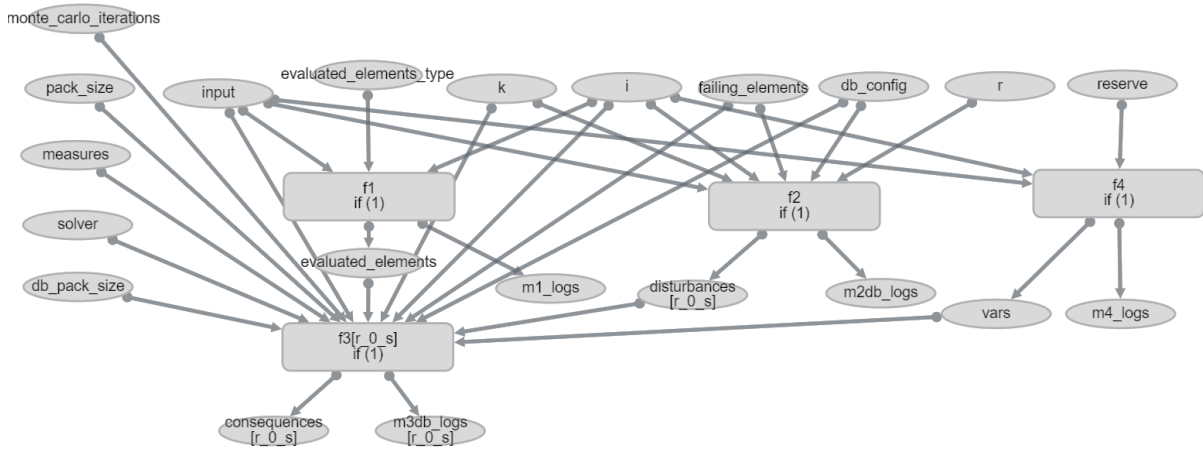 monte_carlo_iterations
evaluated_elements_type
pack_size
input
k
i
failing_elements
db_config
r
reserve
measures
f1
if (1)
f2
if (1)
f4
if (1)
solver
evaluated_elements
db_pack_size
m1_logs
disturbances
[r_0_s]
m2db_logs
vars
m4_logs
f3[r_0_s]
if (1)
consequences
[r_0_s]
m3db_logs
[r_0_s]